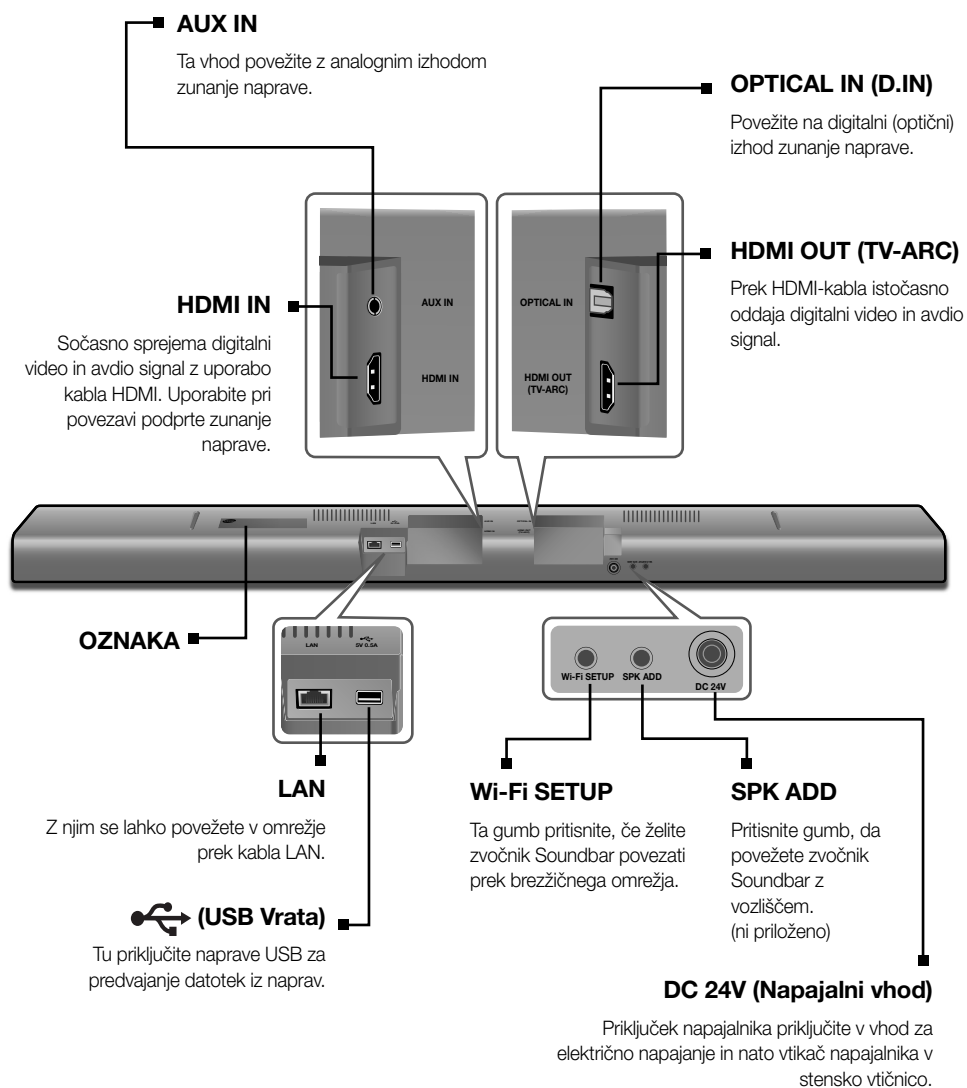 AUX IN
Ta vhod povežite z analognim izhodom
zunanje naprave.
OPTICAL IN (D.IN)
Povežite na digitalni (optični)
izhod zunanje naprave.
HDMI OUT (TV-ARC)
Prek HDMI-kabla istočasno
oddaja digitalni video in avdio
signal.
HDMI IN
Sočasno sprejema digitalni
video in avdio signal z uporabo
kabla HDMI. Uporabite pri
povezavi podprte zunanje
naprave.
AUX IN
HDMI IN
OPTICAL IN
HDMI OUT
(TV-ARC)
OZNAKA
LAN
5V 0.5A
Wi-Fi SETUP
SPK ADD
DC 24V
LAN
Z njim se lahko povežete v omrežje
prek kabla LAN.
(USB Vrata)
Tu priključite naprave USB za
predvajanje datotek iz naprav.
Wi-Fi SETUP
Ta gumb pritisnite, če želite
zvočnik Soundbar povezati
prek brezžičnega omrežja.
SPK ADD
Pritisnite gumb, da
povežete zvočnik
Soundbar z
vozliščem.
(ni priloženo)
DC 24V (Napajalni vhod)
Priključek napajalnika priključite v vhod za
električno napajanje in nato vtikač napajalnika v
stensko vtičnico.